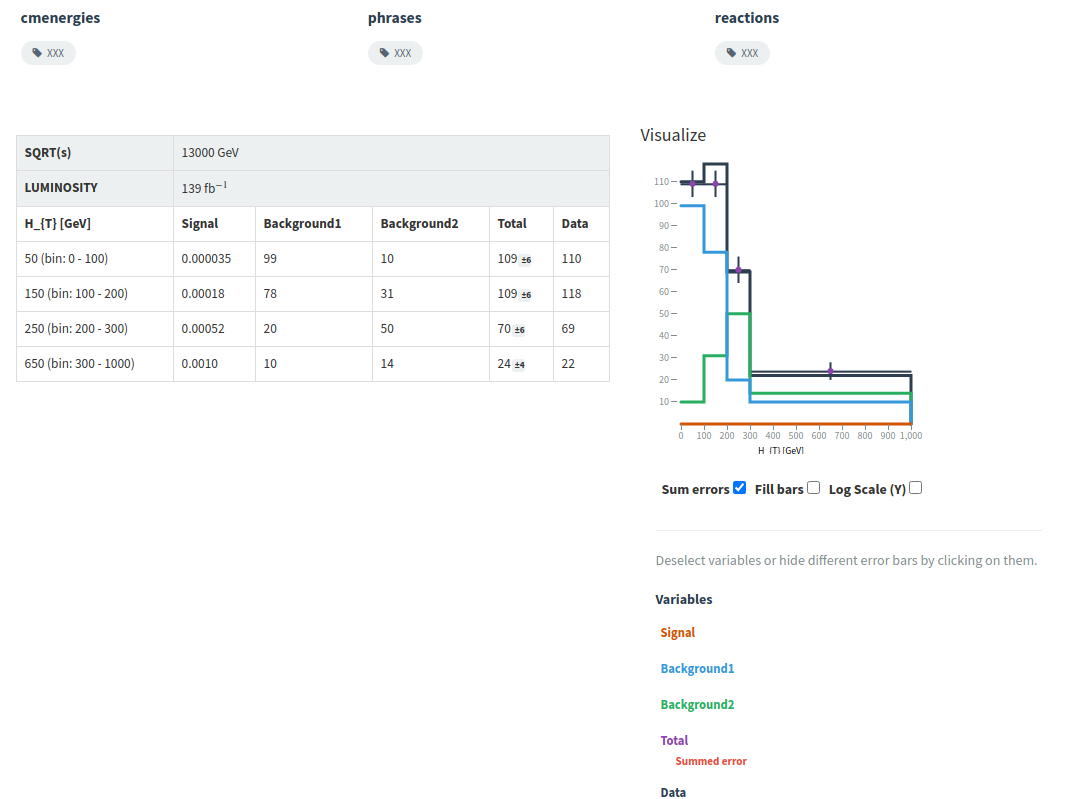 cmenergies phrases reactions
XXX XXX XXX
SQRT(s) 13000 GeV
LUMINOSITY 139 fb−1
H_{T} [GeV] Signal Background1 Background2 Total Data
50 (bin: 0 - 100) 0.000035 99 10 109 ±6 110
150 (bin: 100 - 200) 0.00018 78 31 109 ±6 118
250 (bin: 200 - 300) 0.00052 20 50 70 ±6 69
650 (bin: 300 - 1000) 0.0010 10 14 24 ±4 22
Visualize
110
100
90
80
70
60
50
40
30
20
10
0 100 200 300 400 500 600 700 800 900 1,000
H_{T} [GeV]
Sum errors Fill bars Log Scale (Y)
Deselect variables or hide different error bars by clicking on them.
Variables
Signal
Background1
Background2
Total
Summed error
Data